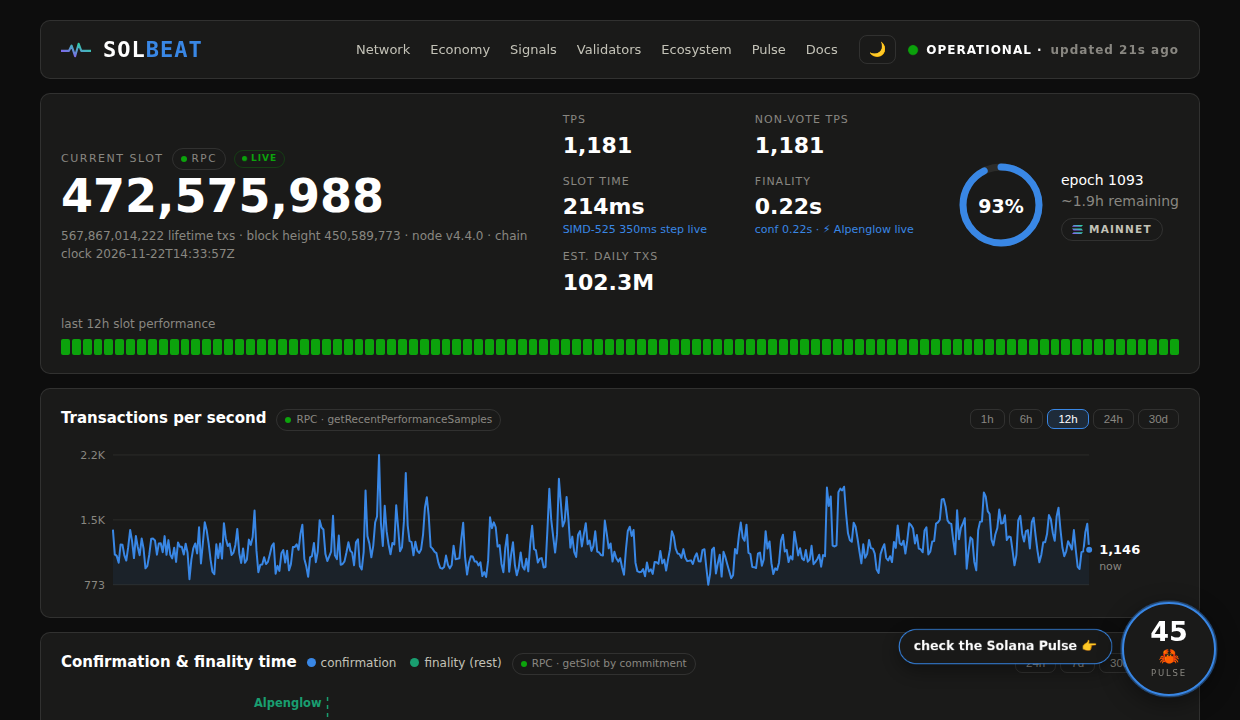 SOLBEAT
Network Economy Signals Validators Ecosystem Pulse Docs
OPERATIONAL · updated 21s ago
CURRENT SLOT RPC LIVE
472,575,988
567,867,014,222 lifetime txs · block height 450,589,773 · node v4.4.0 · chain
clock 2026-11-22T14:33:57Z
TPS
1,181
NON-VOTE TPS
1,181
SLOT TIME
214ms
SIMD-525 350ms step live
FINALITY
0.22s
conf 0.22s · ⚡ Alpenglow live
EST. DAILY TXS
102.3M
93%
epoch 1093
~1.9h remaining
MAINNET
last 12h slot performance
Transactions per second RPC · getRecentPerformanceSamples
1h 6h 12h 24h 30d
2.2K
1.5K
773
1,146
now
Confirmation & finality time confirmation finality (rest) RPC · getSlot by commitment
check the Solana Pulse 👉
45
PULSE
Alpenglow